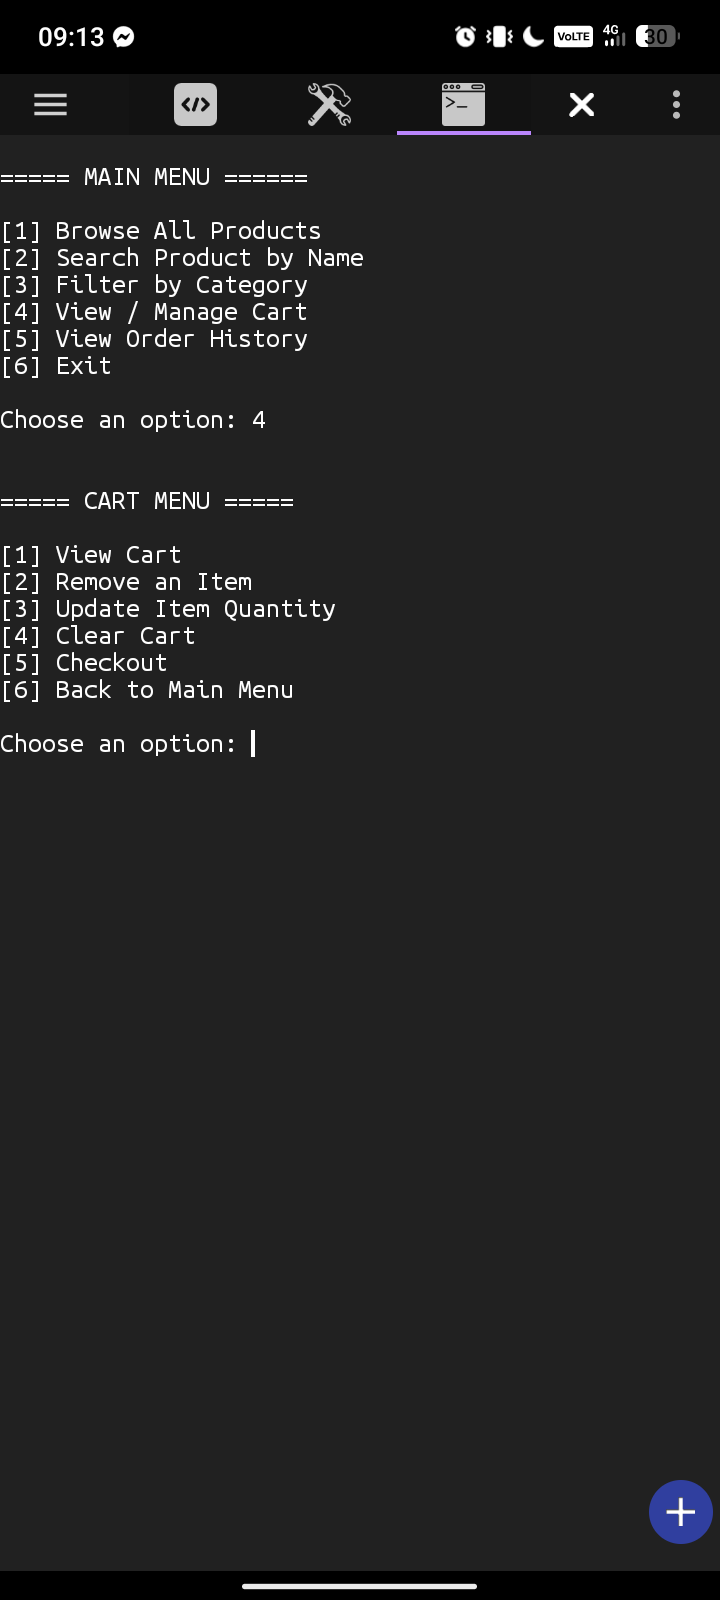 09:13
VoLTE 4G 30
===== MAIN MENU ======
[1] Browse All Products
[2] Search Product by Name
[3] Filter by Category
[4] View / Manage Cart
[5] View Order History
[6] Exit
Choose an option: 4
===== CART MENU =====
[1] View Cart
[2] Remove an Item
[3] Update Item Quantity
[4] Clear Cart
[5] Checkout
[6] Back to Main Menu
Choose an option: